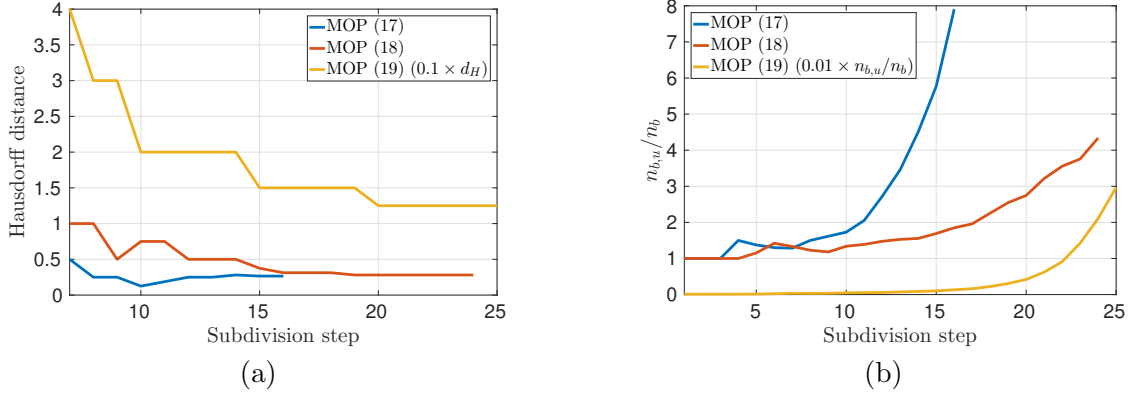 4
3.5
3
2.5
2
1.5
1
0.5
0
Hausdorff distance
MOP (17)
MOP (18)
MOP (19) (0.1 × d_H)
10 15 20 25
Subdivision step
(a)
8
7
6
5
4
3
2
1
0
n_{b,u}/n_b
MOP (17)
MOP (18)
MOP (19) (0.01 × n_{b,u}/n_b)
5 10 15 20 25
Subdivision step
(b)